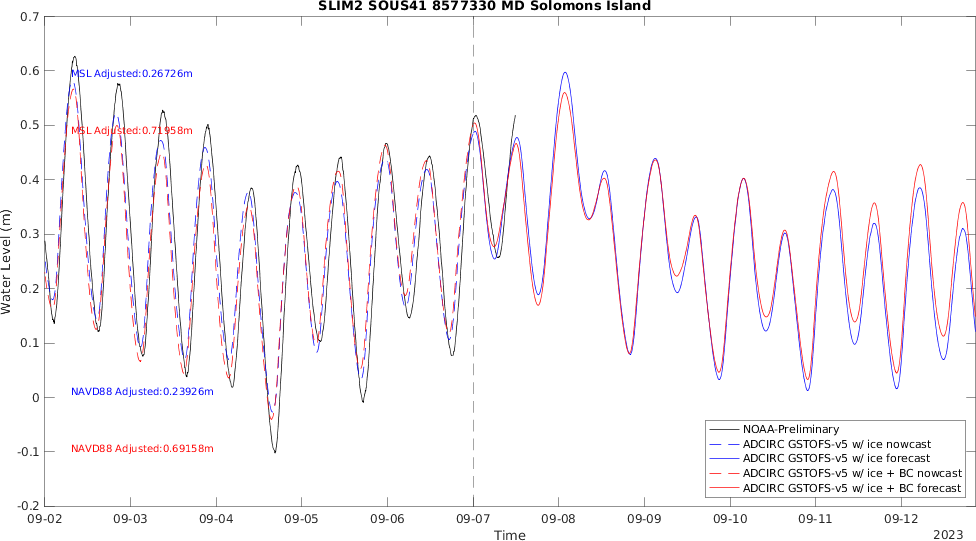 SLIM2 SOUS41 8577330 MD Solomons Island
0.7
0.6
0.5
0.4
0.3
0.2
0.1
0
-0.1
-0.2
Water Level (m)
MSL Adjusted:0.26726m
MSL Adjusted:0.71958m
NAVD88 Adjusted:0.23926m
NAVD88 Adjusted:0.69158m
NOAA-Preliminary
ADCIRC GSTOFS-v5 w/ ice nowcast
ADCIRC GSTOFS-v5 w/ ice forecast
ADCIRC GSTOFS-v5 w/ ice + BC nowcast
ADCIRC GSTOFS-v5 w/ ice + BC forecast
09-02 09-03 09-04 09-05 09-06 09-07 09-08 09-09 09-10 09-11 09-12
Time
2023